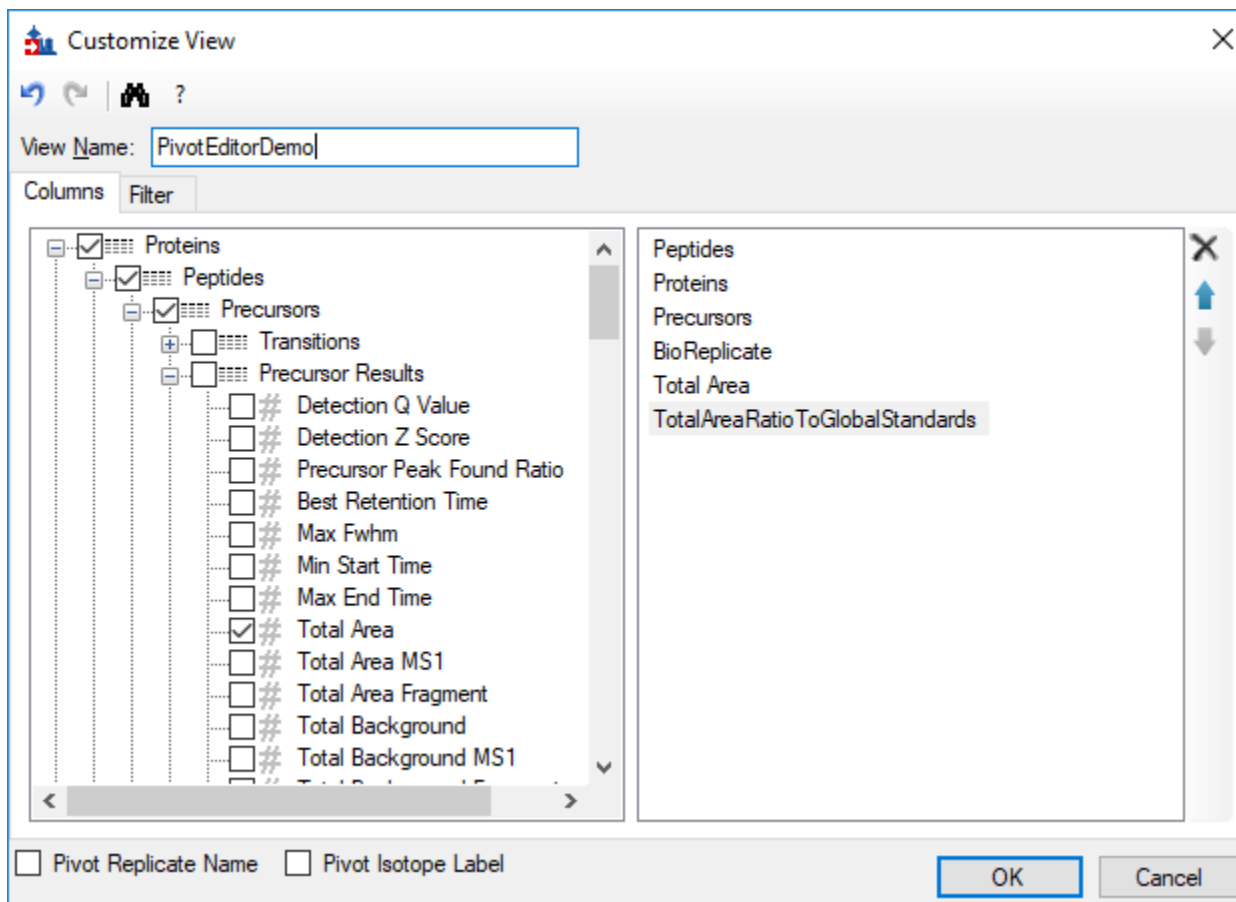 Customize View
?
View Name: PivotEditorDemo
Columns Filter
Proteins
Peptides
Precursors
Transitions
Precursor Results
# Detection Q Value
# Detection Z Score
# Precursor Peak Found Ratio
# Best Retention Time
# Max Fwhm
# Min Start Time
# Max End Time
# Total Area
# Total Area MS1
# Total Area Fragment
# Total Background
# Total Background MS1
Peptides
Proteins
Precursors
BioReplicate
Total Area
TotalAreaRatioToGlobalStandards
Pivot Replicate Name Pivot Isotope Label
OK Cancel